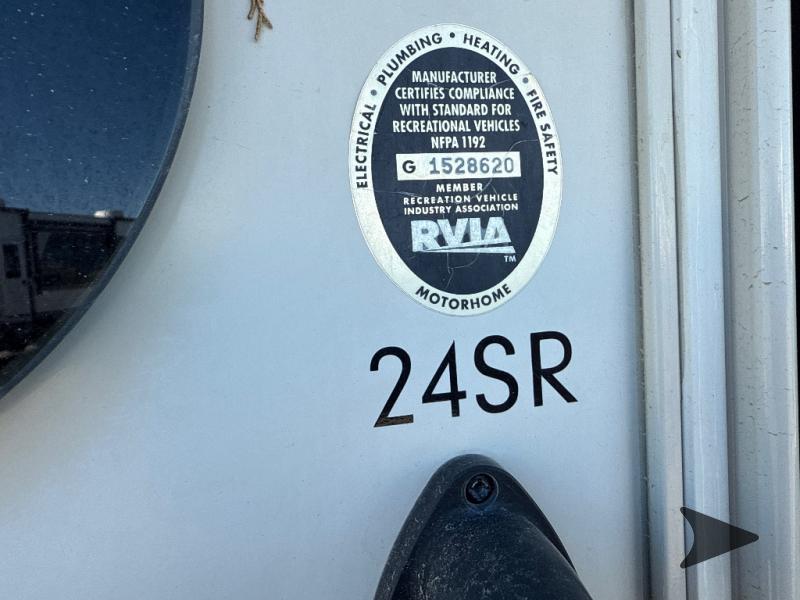 ELECTRICAL • PLUMBING • HEATING • FIRE SAFETY
MANUFACTURER
CERTIFIES COMPLIANCE
WITH STANDARD FOR
RECREATIONAL VEHICLES
NFPA 1192
G 1528620
MEMBER
RECREATION VEHICLE
INDUSTRY ASSOCIATION
RVIA
TM
MOTORHOME
24SR